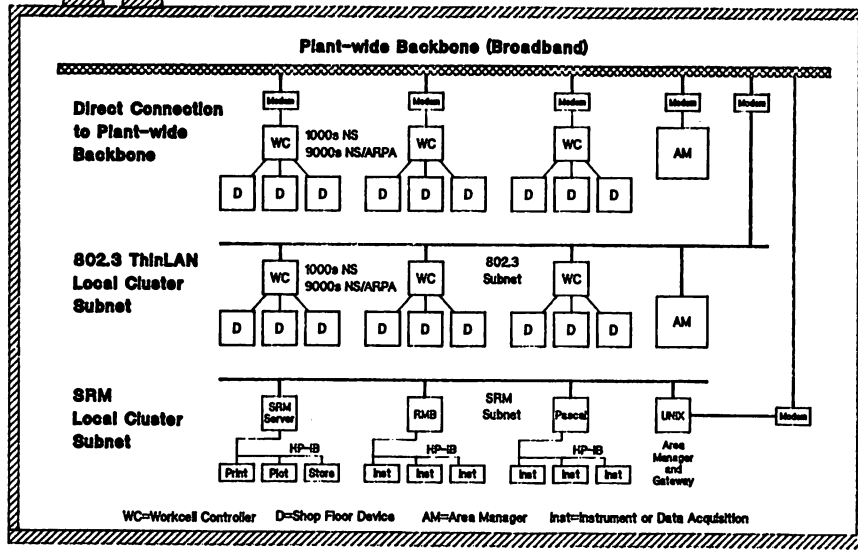 Plant-wide Backbone (Broadband)
Modem Modem Modem Modem Modem
Direct Connection
to Plant-wide
Backbone
WC 1000s NS
9000s NS/ARPA
WC WC AM
D D D D D D D D D
802.3 ThinLAN
Local Cluster
Subnet
WC 1000s NS
9000s NS/ARPA
WC 802.3
Subnet
WC AM
D D D D D D D D D
SRM
Local Cluster
Subnet
SRM
Server
RMB
SRM
Subnet
Pascal
UNIX
Modem
HP-IB HP-IB HP-IB
Print Plot Store Inst Inst Inst Inst Inst Inst
Area
Manager
and
Gateway
WC=Workcell Controller D=Shop Floor Device AM=Area Manager Inst=Instrument or Data Acquisition